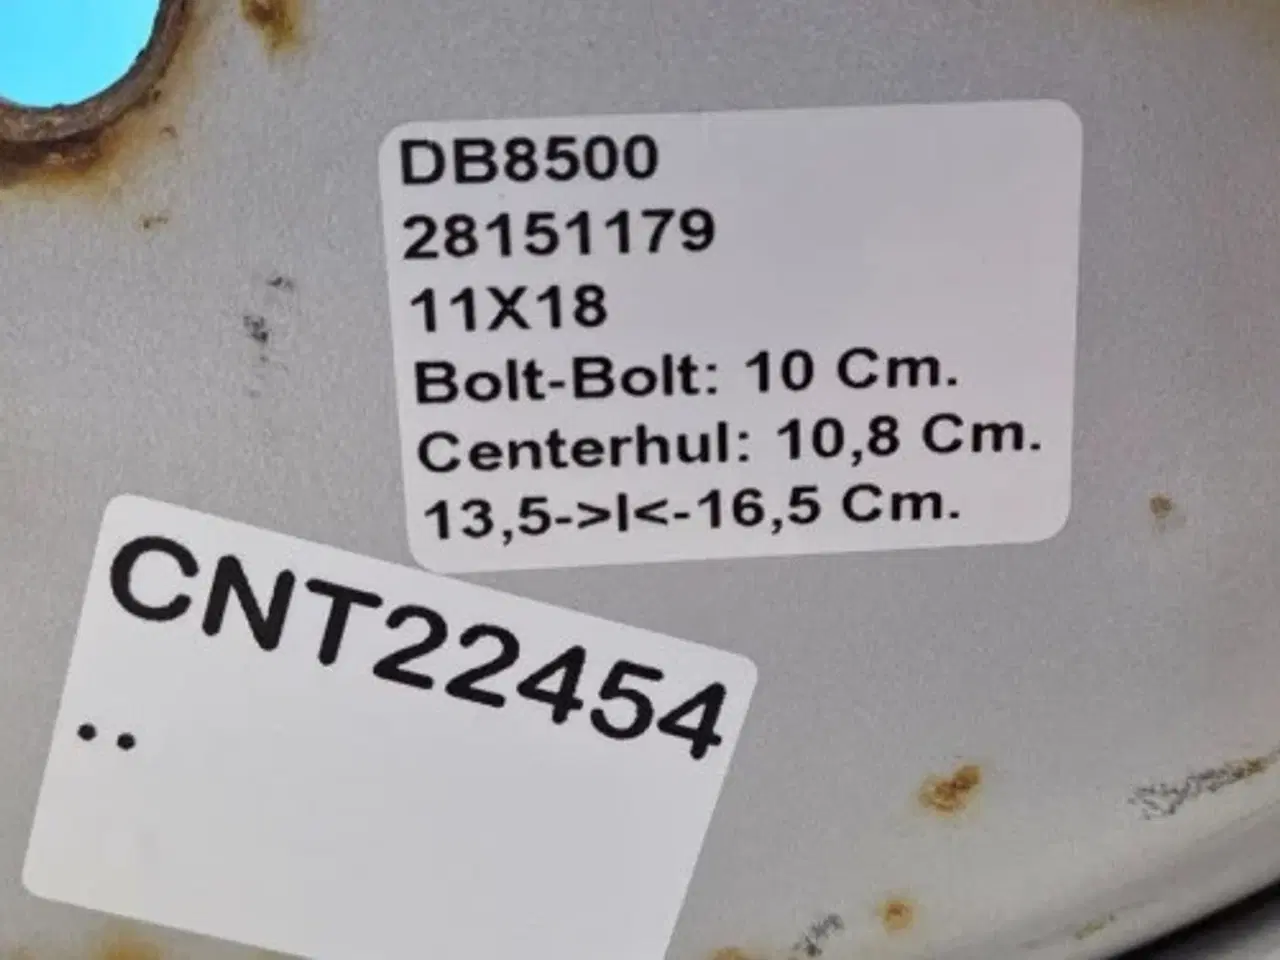 DB8500
28151179
11X18
Bolt-Bolt: 10 Cm.
Centerhul: 10,8 Cm.
13,5->|<-16,5 Cm.
CNT22454
..